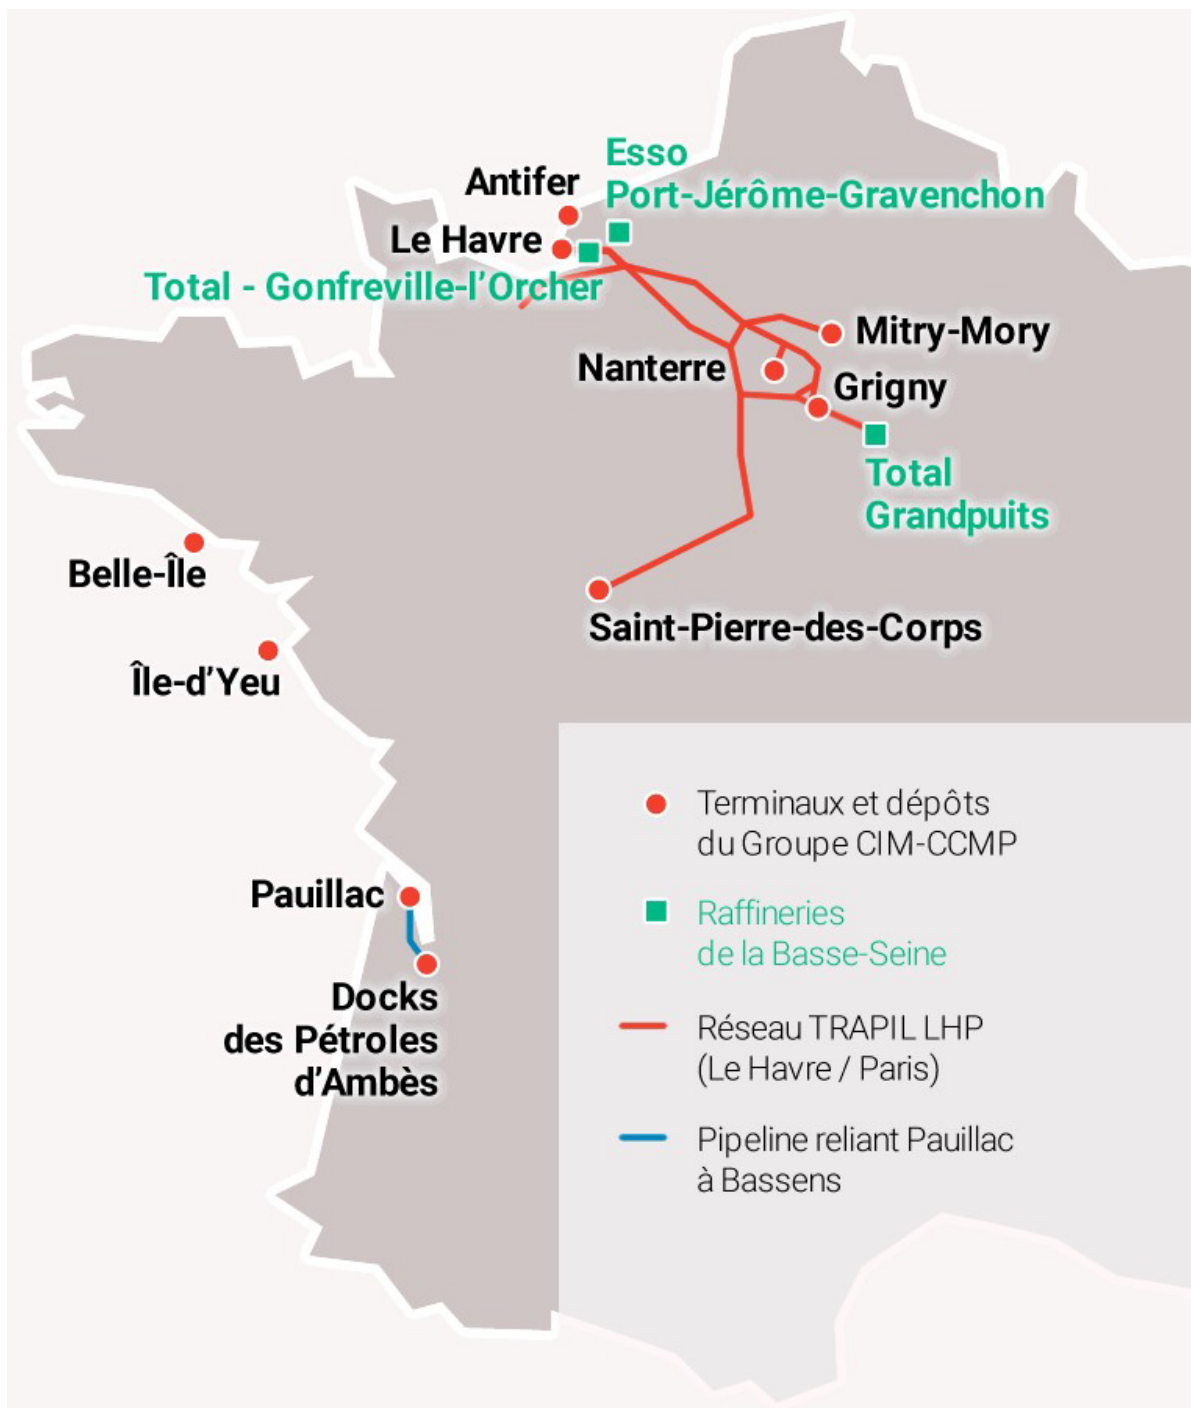 Esso
Port-Jérôme-Gravenchon
Antifer
Le Havre
Total - Gonfreville-l’Orcher
Mitry-Mory
Nanterre
Grigny
Total
Grandpuits
Belle-Île
Saint-Pierre-des-Corps
Île-d’Yeu
Terminaux et dépôts
du Groupe CIM-CCMP
Pauillac
Raffineries
de la Basse-Seine
Docks
des Pétroles
d’Ambès
Réseau TRAPIL LHP
(Le Havre / Paris)
Pipeline reliant Pauillac
à Bassens